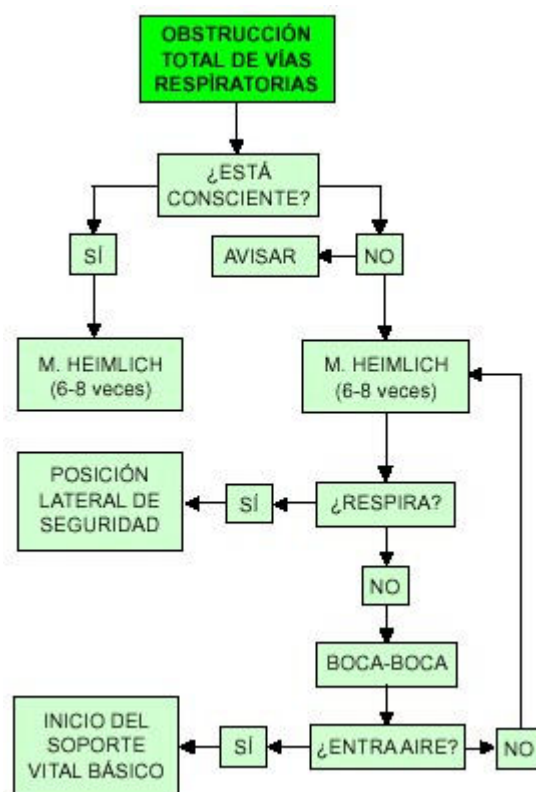 OBSTRUCCIÓN
TOTAL DE VÍAS
RESPIRATORIAS
¿ESTÁ
CONSCIENTE?
SÍ
AVISAR
NO
M. HEIMLICH
(6-8 veces)
M. HEIMLICH
(6-8 veces)
POSICIÓN
LATERAL DE
SEGURIDAD
SÍ
¿RESPIRA?
NO
BOCA-BOCA
INICIO DEL
SOPORTE
VITAL BÁSICO
SÍ
¿ENTRA AIRE?
NO